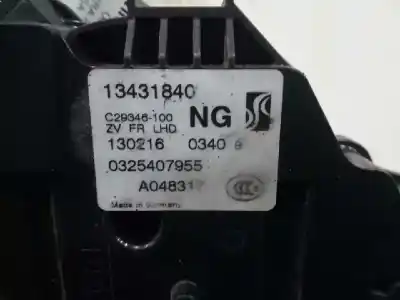 13431840
C29346-100 NG
ZV FR LHD
130216 0340
0325407955
A04831
Made in Germany